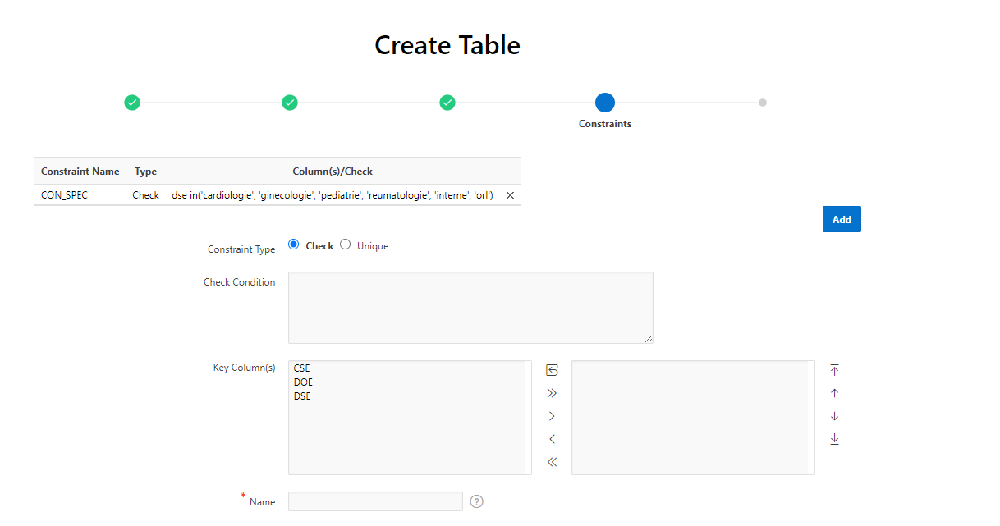 Create Table
Constraints
Constraint Name Type Column(s)/Check
CON_SPEC Check dse in('cardiologie', 'ginecologie', 'pediatrie', 'reumatologie', 'interne', 'orl')
Add
Constraint Type Check Unique
Check Condition
Key Column(s) CSE
DOE
DSE
* Name ?